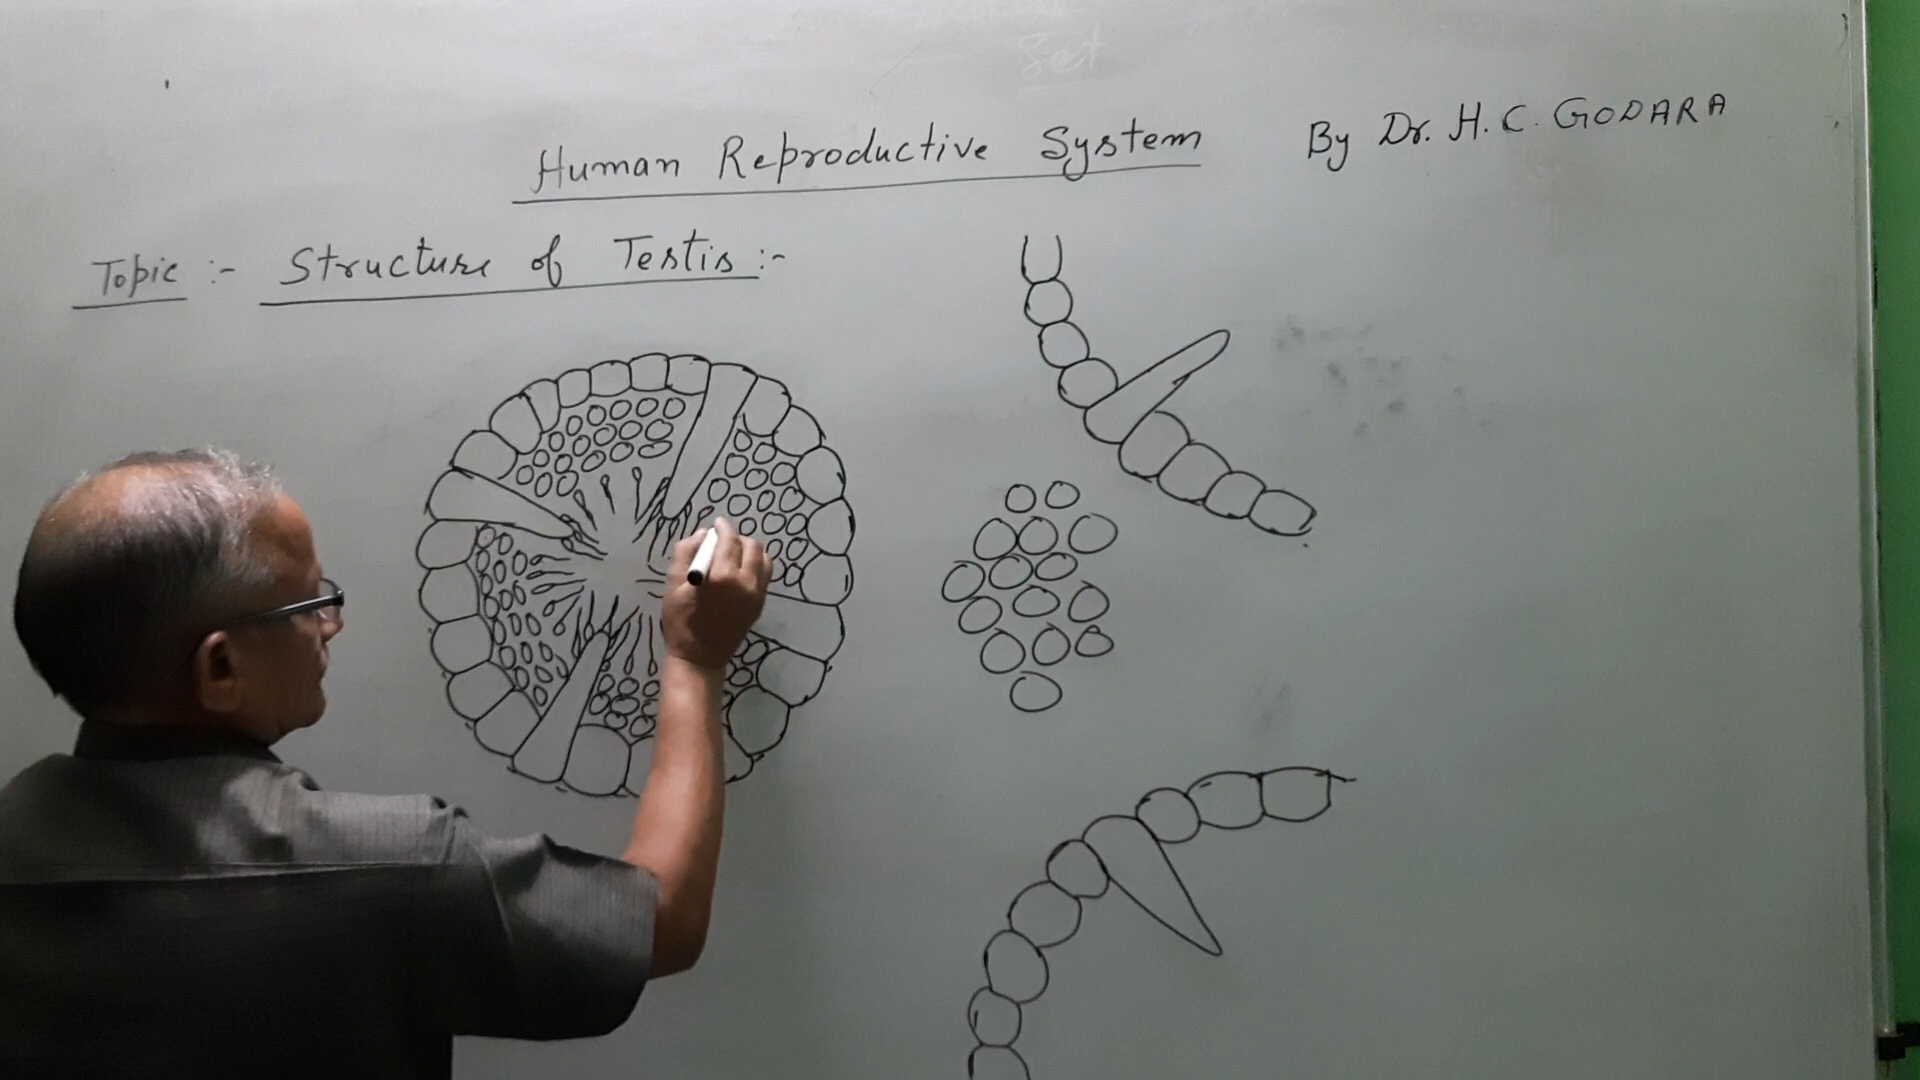 Human Reproductive System By Dr. H. C. GODARA
Topic :- Structure of Testis :-